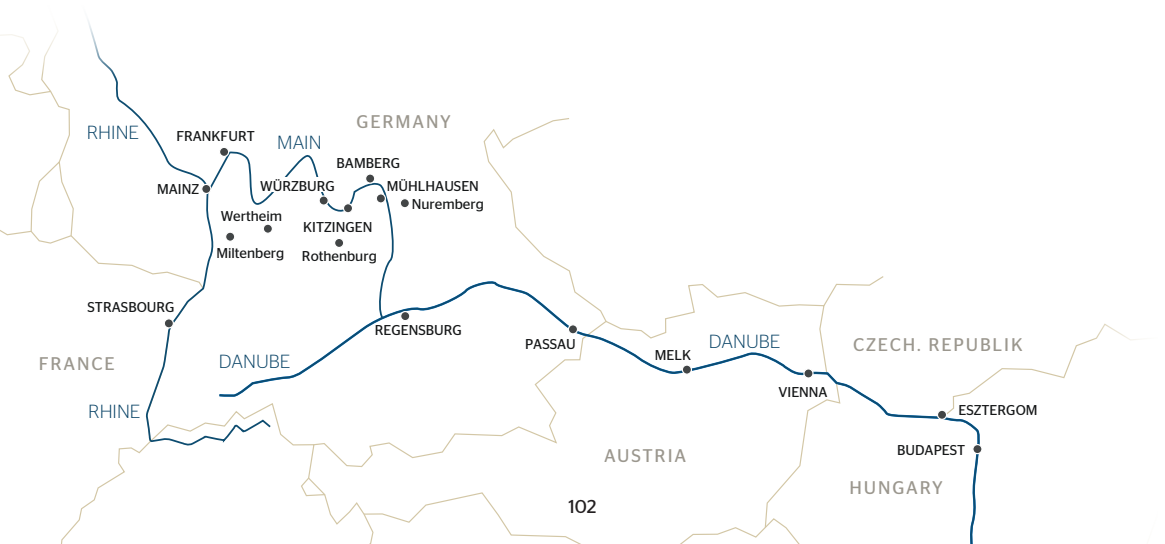 GERMANY
RHINE
FRANKFURT
MAIN
BAMBERG
MAINZ
WÜRZBURG
MÜHLHAUSEN
Nuremberg
Wertheim
KITZINGEN
Miltenberg
Rothenburg
STRASBOURG
REGENSBURG
PASSAU
FRANCE
DANUBE
MELK
DANUBE
CZECH. REPUBLIK
VIENNA
RHINE
ESZTERGOM
BUDAPEST
AUSTRIA
HUNGARY
102